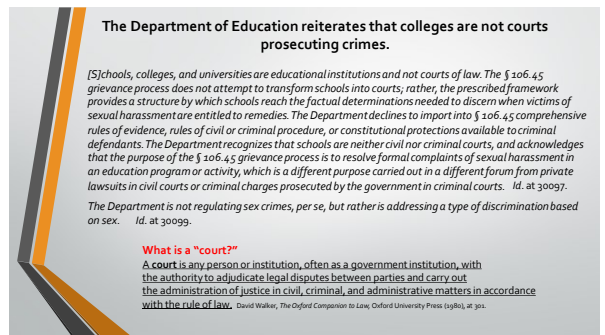 The Department of Education reiterates that colleges are not courts
prosecuting crimes.
[S]chools, colleges, and universities are educational institutions and not courts of law. The § 106.45
grievance process does not attempt to transform schools into courts; rather, the prescribed framework
provides a structure by which schools reach the factual determinations needed to discern when victims of
sexual harassment are entitled to remedies. The Department declines to import into § 106.45 comprehensive
rules of evidence, rules of civil or criminal procedure, or constitutional protections available to criminal
defendants. The Department recognizes that schools are neither civil nor criminal courts, and acknowledges
that the purpose of the § 106.45 grievance process is to resolve formal complaints of sexual harassment in
an education program or activity, which is a different purpose carried out in a different forum from private
lawsuits in civil courts or criminal charges prosecuted by the government in criminal courts. Id. at 30097.
The Department is not regulating sex crimes, per se, but rather is addressing a type of discrimination based
on sex. Id. at 30099.
What is a "court?"
A court is any person or institution, often as a government institution, with
the authority to adjudicate legal disputes between parties and carry out
the administration of justice in civil, criminal, and administrative matters in accordance
with the rule of law. David Walker, The Oxford Companion to Law, Oxford University Press (1980), at 301.